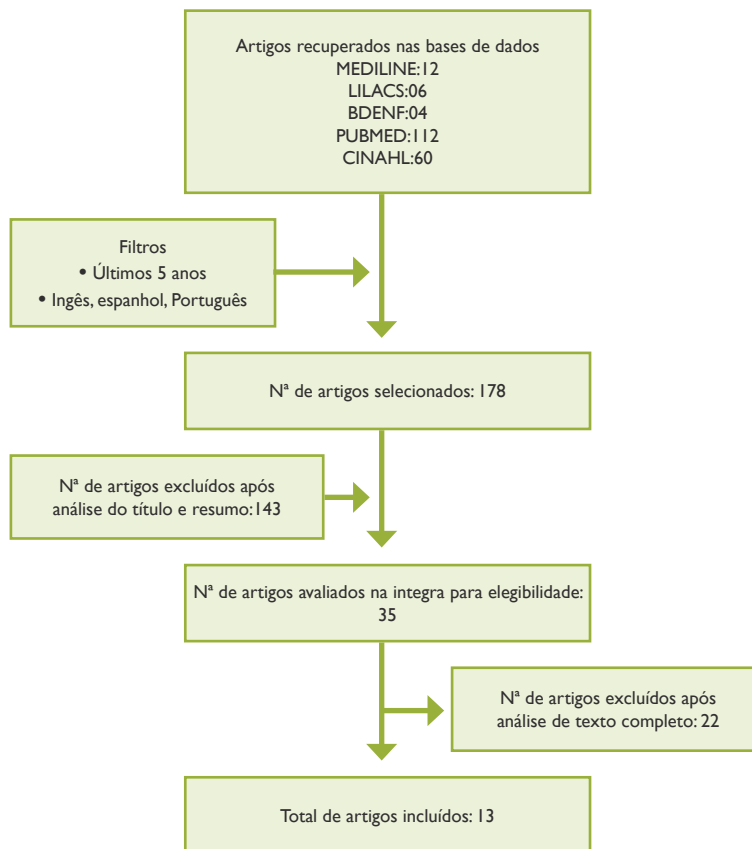 Artigos recuperados nas bases de dados
MEDILINE:12
LILACS:06
BDENF:04
PUBMED:112
CINAHL:60
Filtros
• Últimos 5 anos
• Ingês, espanhol, Português
Nª de artigos selecionados: 178
Nª de artigos excluídos após
análise do título e resumo:143
Nª de artigos avaliados na integra para elegibilidade:
35
Nª de artigos excluídos após
análise de texto completo: 22
Total de artigos incluídos: 13